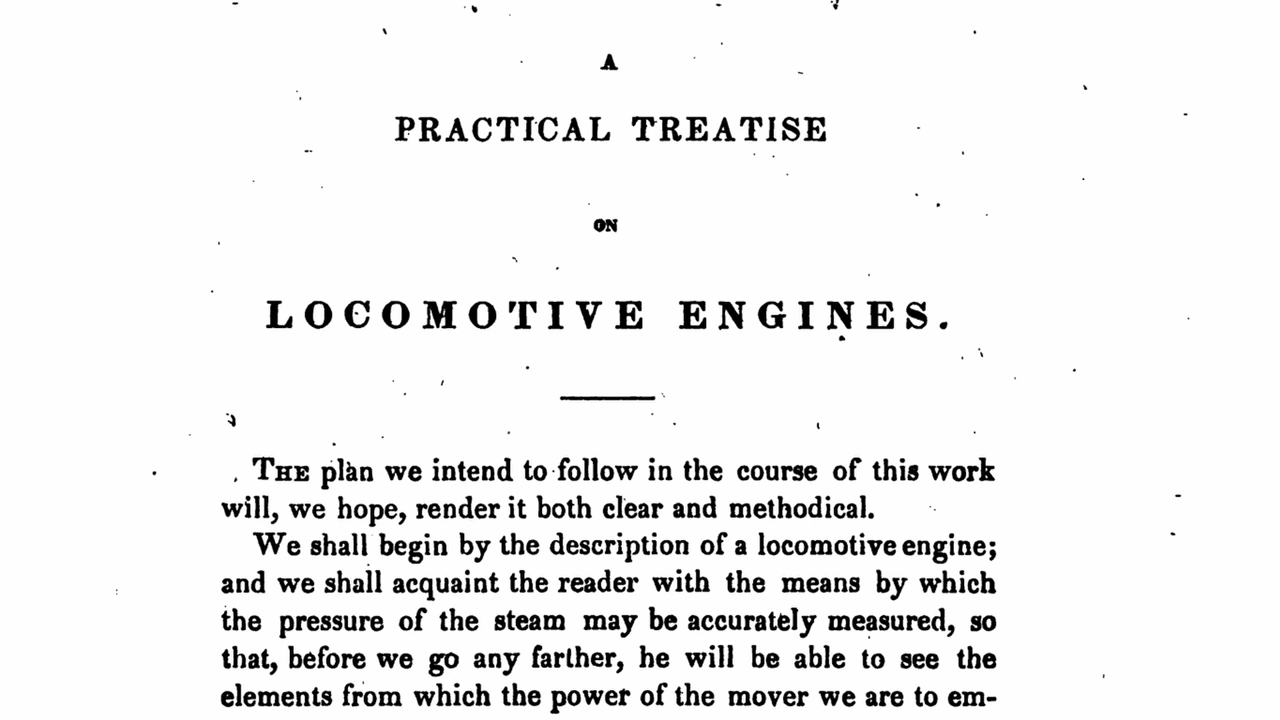 A
PRACTICAL TREATISE
ON
LOCOMOTIVE ENGINES.
THE plan we intend to follow in the course of this work
will, we hope, render it both clear and methodical.
We shall begin by the description of a locomotive engine;
and we shall acquaint the reader with the means by which
the pressure of the steam may be accurately measured, so
that, before we go any farther, he will be able to see the
elements from which the power of the mover we are to em-